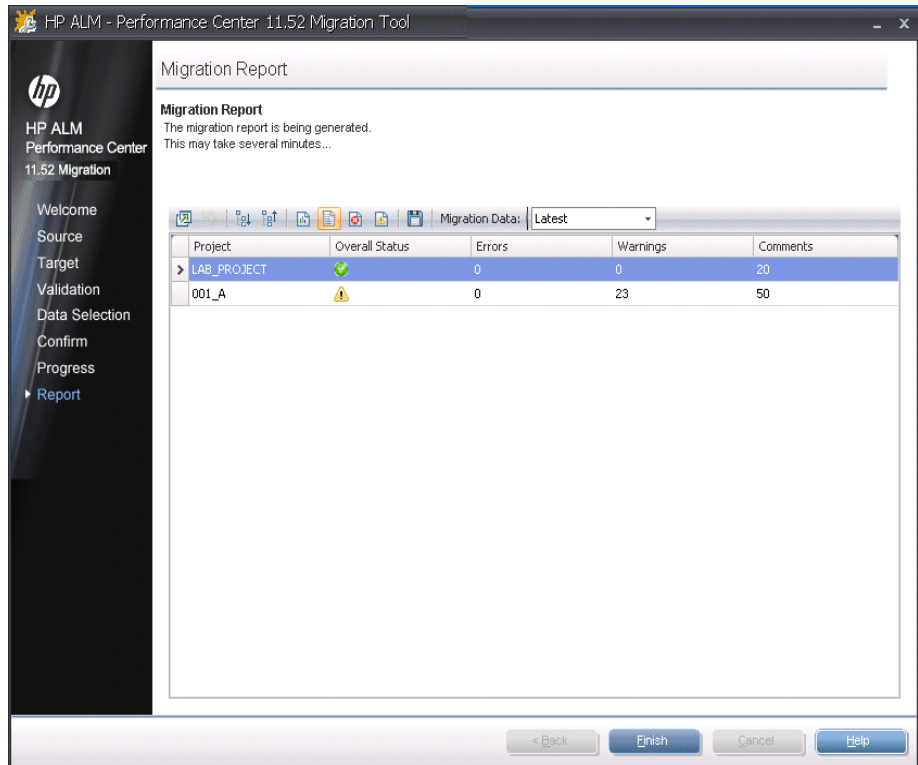 HP ALM - Performance Center 11.52 Migration Tool
hp
HP ALM
Performance Center
11.52 Migration
Welcome
Source
Target
Validation
Data Selection
Confirm
Progress
Report
Migration Report
Migration Report
The migration report is being generated.
This may take several minutes...
Migration Data: Latest
Project Overall Status Errors Warnings Comments
LAB_PROJECT 0 0 20
001_A 0 23 50
< Back Finish Cancel Help